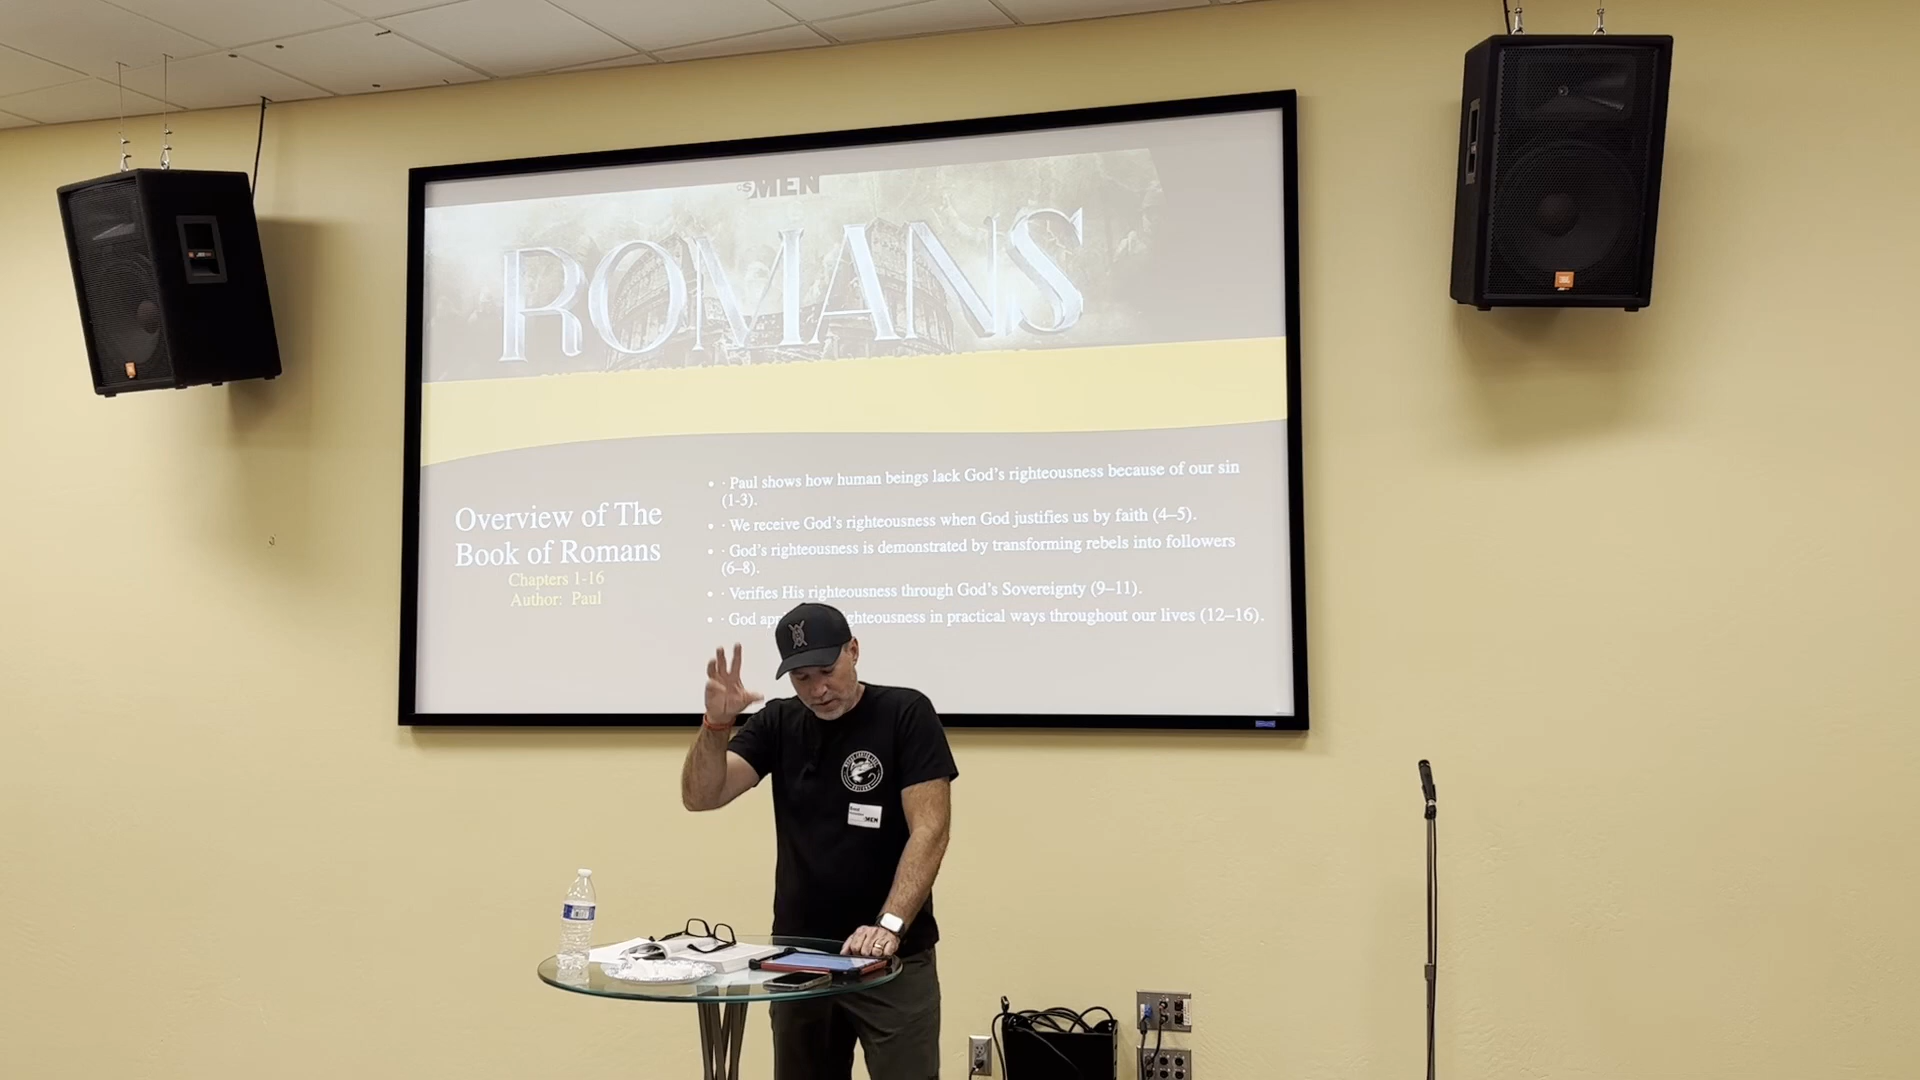 MEN
ROMANS
Overview of The
Book of Romans
Chapters 1-16
Author: Paul
• · Paul shows how human beings lack God's righteousness because of our sin
(1-3).
• · We receive God's righteousness when God justifies us by faith (4–5).
• · God's righteousness is demonstrated by transforming rebels into followers
(6–8).
• · Verifies His righteousness through God's Sovereignty (9–11).
• · God righteousness in practical ways throughout our lives (12–16).
MEN
JBL